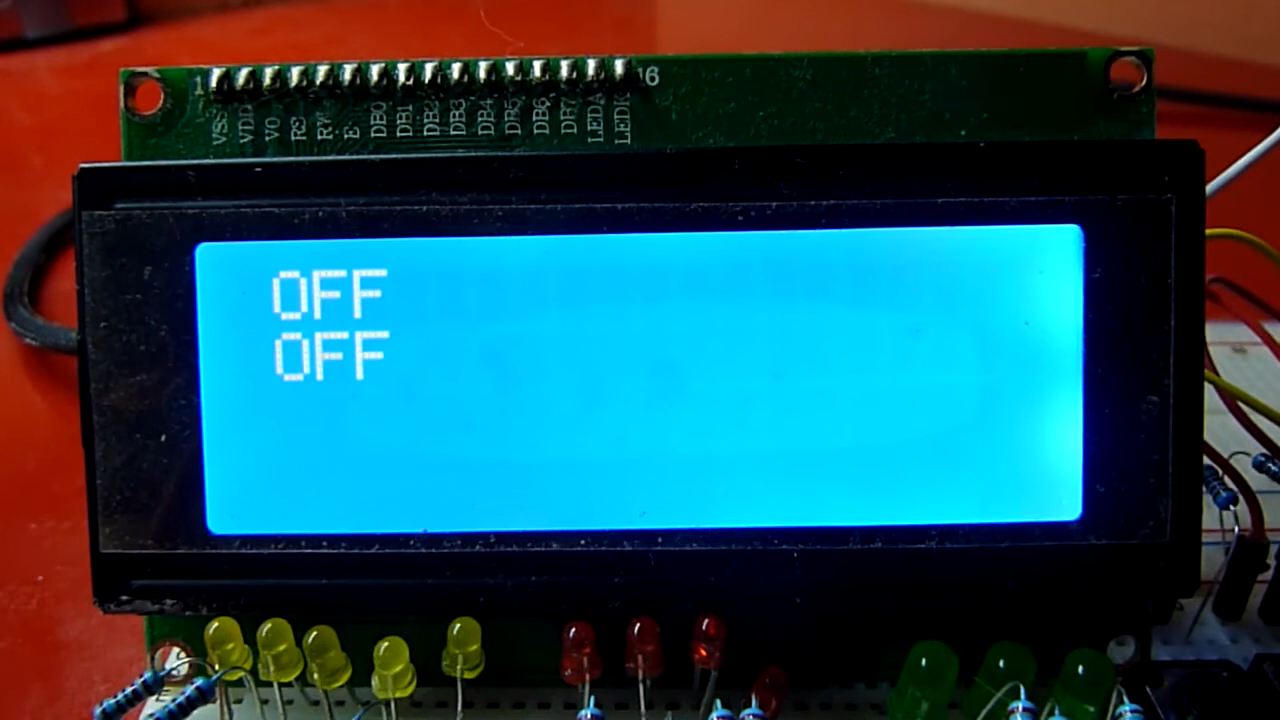 1 16
VSS VDD V0 RS RW E DB0 DB1 DB2 DB3 DB4 DB5 DB6 DB7 LEDA LEDK
OFF
OFF